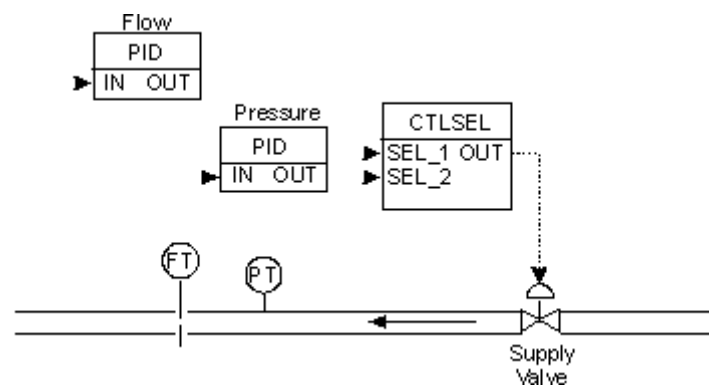 Flow
PID
IN OUT
Pressure
PID
IN OUT
CTLSEL
SEL_1 OUT
SEL_2
FT
PT
Supply
Valve